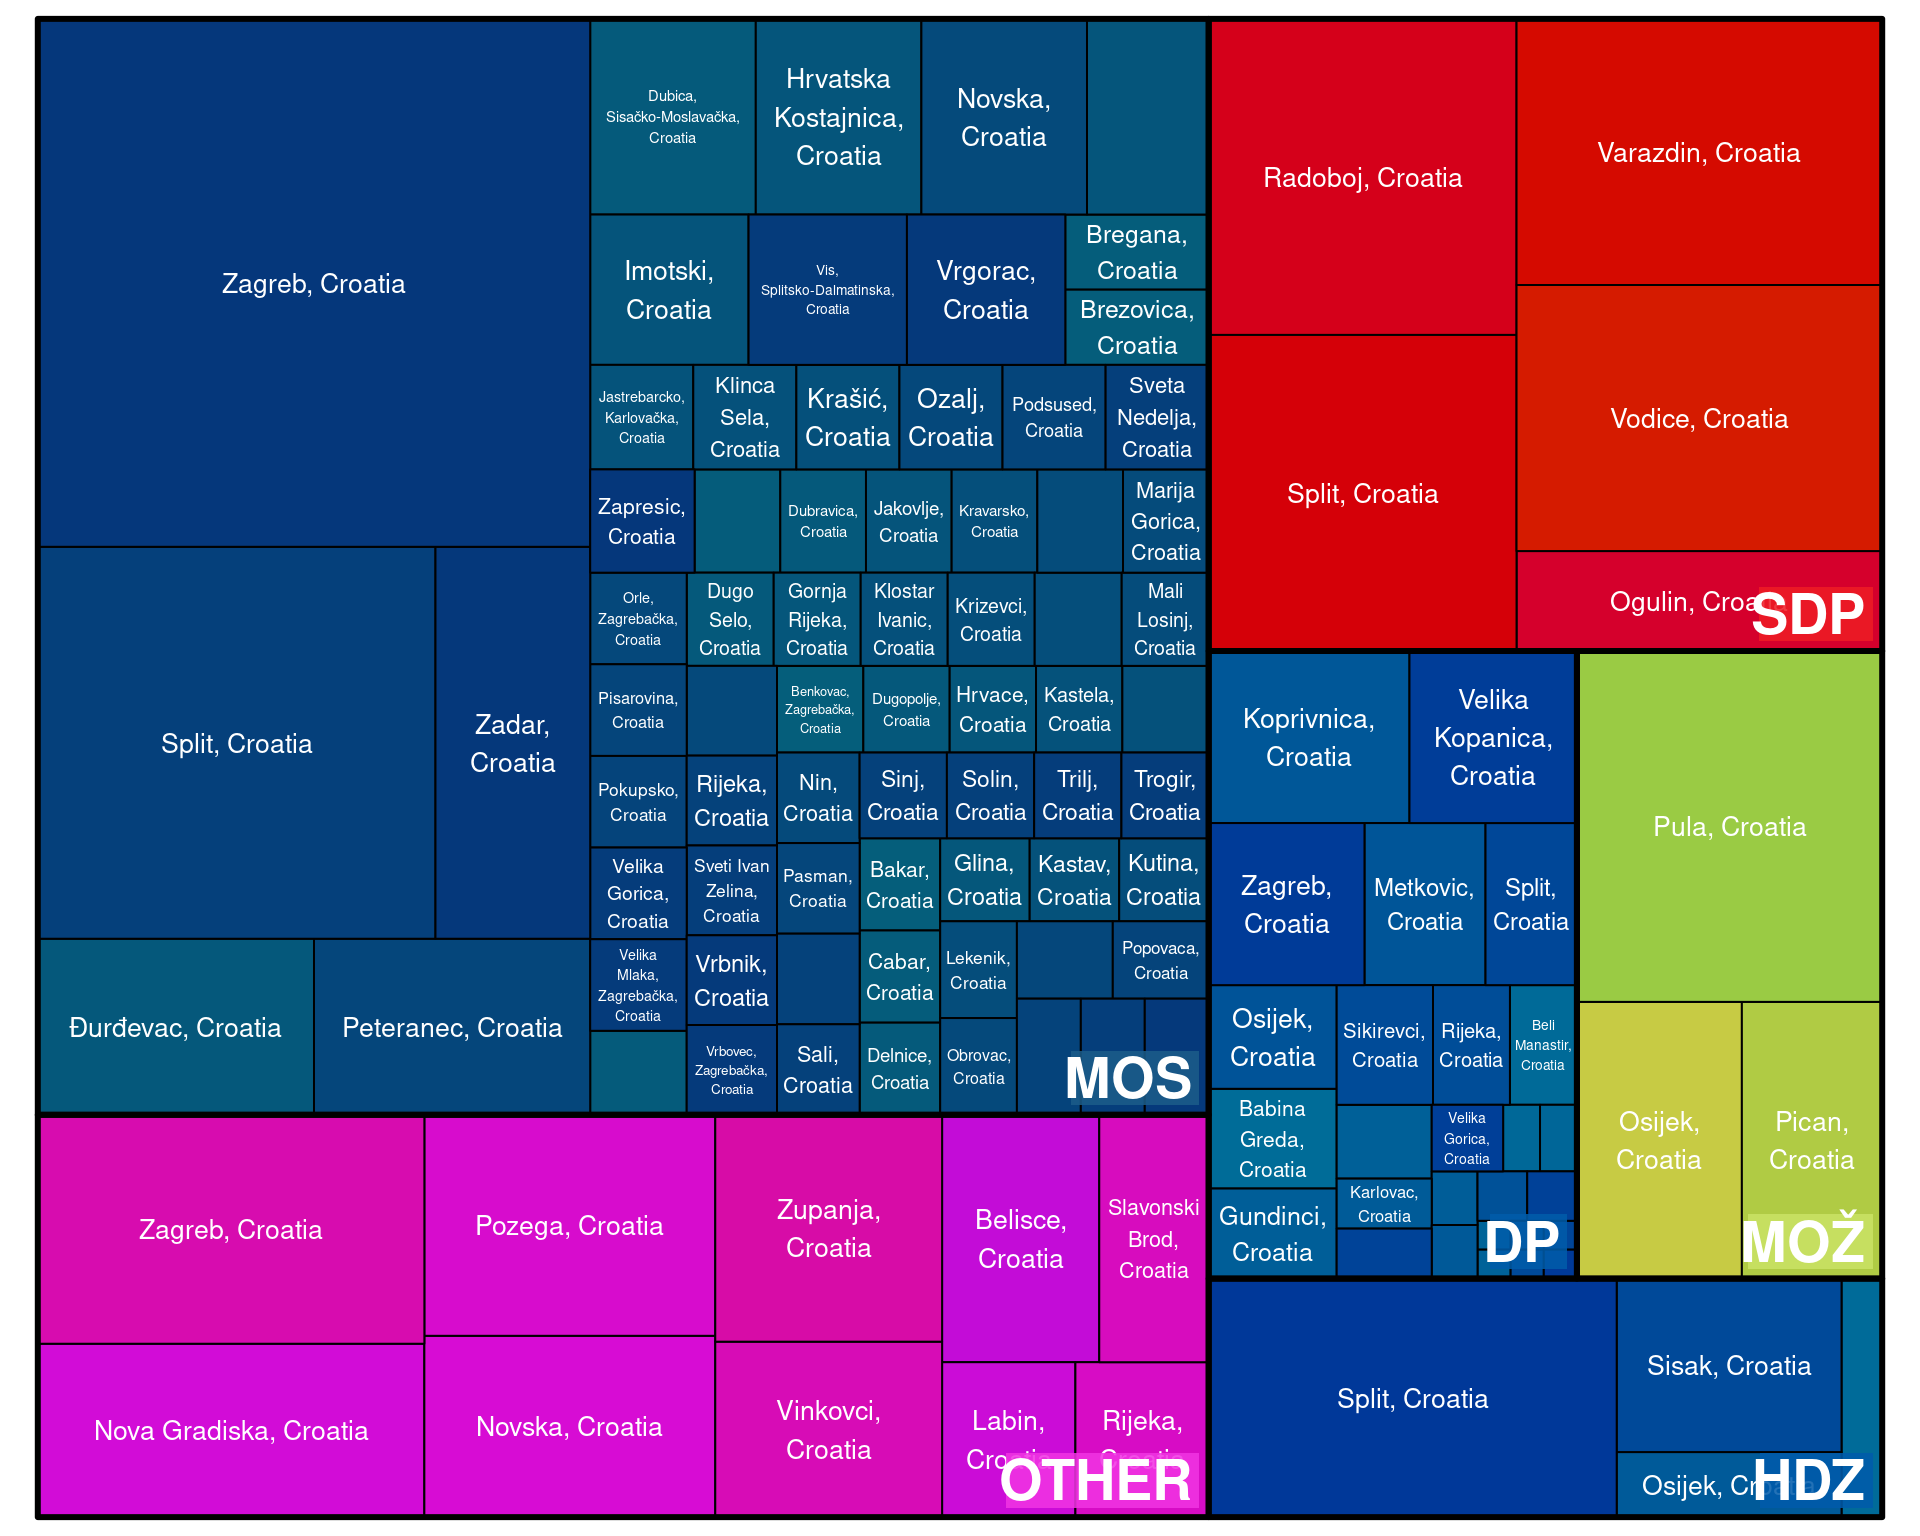 Zagreb, Croatia
Split, Croatia
Zadar,
Croatia
Đurđevac, Croatia
Peteranec, Croatia
Dubica,
Sisačko-Moslavačka,
Croatia
Hrvatska
Kostajnica,
Croatia
Novska,
Croatia
Imotski,
Croatia
Vis,
Splitsko-Dalmatinska,
Croatia
Vrgorac,
Croatia
Bregana,
Croatia
Brezovica,
Croatia
Jastrebarcko,
Karlovačka,
Croatia
Klinca
Sela,
Croatia
Krašić,
Croatia
Ozalj,
Croatia
Podsused,
Croatia
Sveta
Nedelja,
Croatia
Zapresic,
Croatia
Dubravica,
Croatia
Jakovlje,
Croatia
Kravarsko,
Croatia
Marija
Gorica,
Croatia
Orle,
Zagrebačka,
Croatia
Dugo
Selo,
Croatia
Gornja
Rijeka,
Croatia
Klostar
Ivanic,
Croatia
Krizevci,
Croatia
Mali
Losinj,
Croatia
Pisarovina,
Croatia
Benkovac,
Zagrebačka,
Croatia
Dugopolje,
Croatia
Hrvace,
Croatia
Kastela,
Croatia
Pokupsko,
Croatia
Rijeka,
Croatia
Nin,
Croatia
Sinj,
Croatia
Solin,
Croatia
Trilj,
Croatia
Trogir,
Croatia
Velika
Gorica,
Croatia
Sveti Ivan
Zelina,
Croatia
Pasman,
Croatia
Bakar,
Croatia
Glina,
Croatia
Kastav,
Croatia
Kutina,
Croatia
Velika
Mlaka,
Zagrebačka,
Croatia
Vrbnik,
Croatia
Cabar,
Croatia
Lekenik,
Croatia
Popovaca,
Croatia
Vrbovec,
Zagrebačka,
Croatia
Sali,
Croatia
Delnice,
Croatia
Obrovac,
Croatia
MOS
Zagreb, Croatia
Nova Gradiska, Croatia
Pozega, Croatia
Novska, Croatia
Zupanja,
Croatia
Vinkovci,
Croatia
Belisce,
Croatia
Slavonski
Brod,
Croatia
Labin,
Croatia
Rijeka,
Croatia
OTHER
Radoboj, Croatia
Split, Croatia
Varazdin, Croatia
Vodice, Croatia
Ogulin, Croatia
SDP
Koprivnica,
Croatia
Velika
Kopanica,
Croatia
Zagreb,
Croatia
Metkovic,
Croatia
Split,
Croatia
Osijek,
Croatia
Sikirevci,
Croatia
Rijeka,
Croatia
Beli
Manastir,
Croatia
Babina
Greda,
Croatia
Velika
Gorica,
Croatia
Gundinci,
Croatia
Karlovac,
Croatia
DP
Pula, Croatia
Osijek,
Croatia
Pican,
Croatia
MOŽ
Split, Croatia
Sisak, Croatia
Osijek, Croatia
HDZ